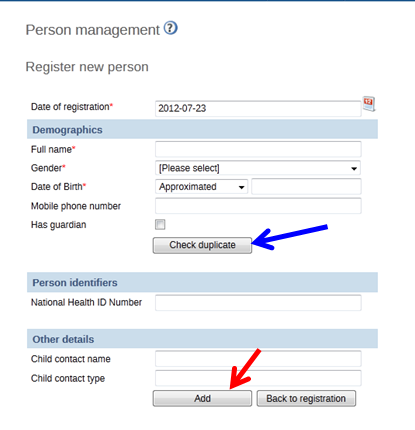 Person management ?
Register new person
Date of registration* 2012-07-23
Demographics
Full name*
Gender* [Please select]
Date of Birth* Approximated
Mobile phone number
Has guardian
Check duplicate
Person identifiers
National Health ID Number
Other details
Child contact name
Child contact type
Add Back to registration